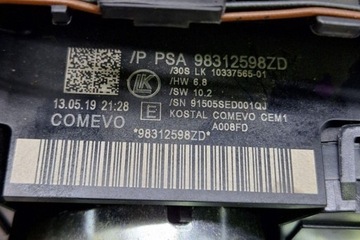 /P PSA 98312598ZD
/30S LK 10337565-01
/HW 6.8
/SW 10.2
/SN 91505SED001QJ
13.05.19 21:28
E
KOSTAL COMEVO CEM1
COMEVO
A008FD
*98312598ZD*